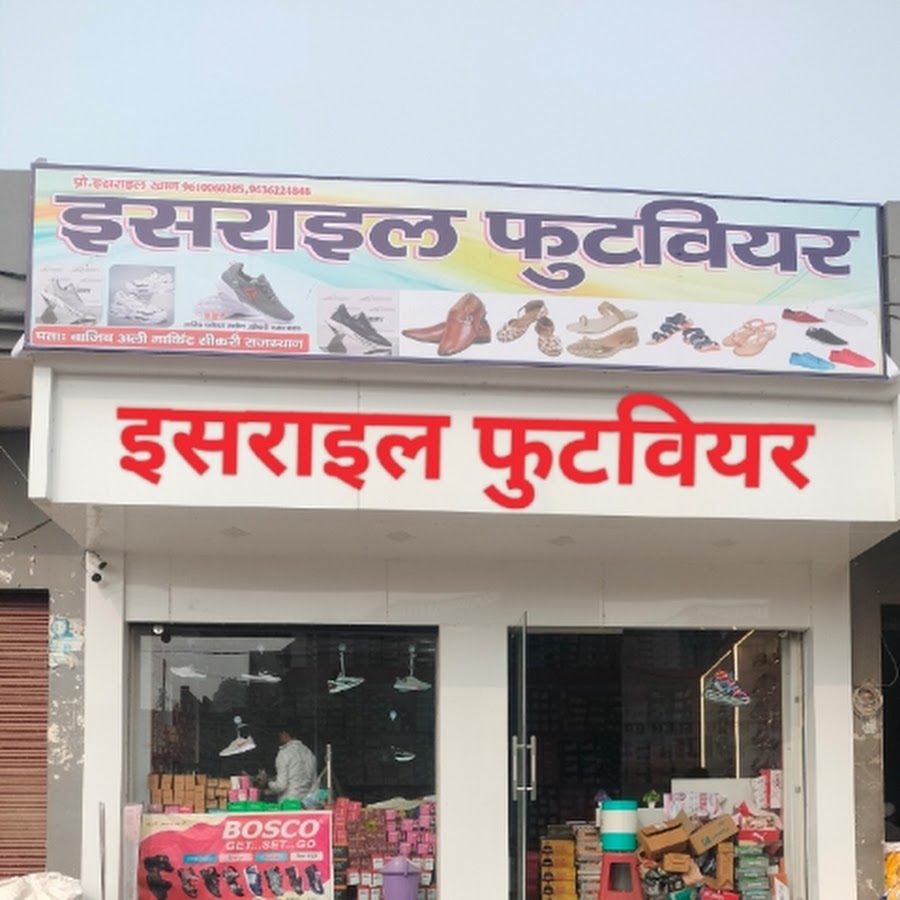 प्रो.इसराइल खान 9610060285,9636224848
इसराइल फुटवियर
पताः बाजिब अली मार्किट सीकरी राजस्थान
इसराइल फुटवियर
BOSCO
GET...SET..GO